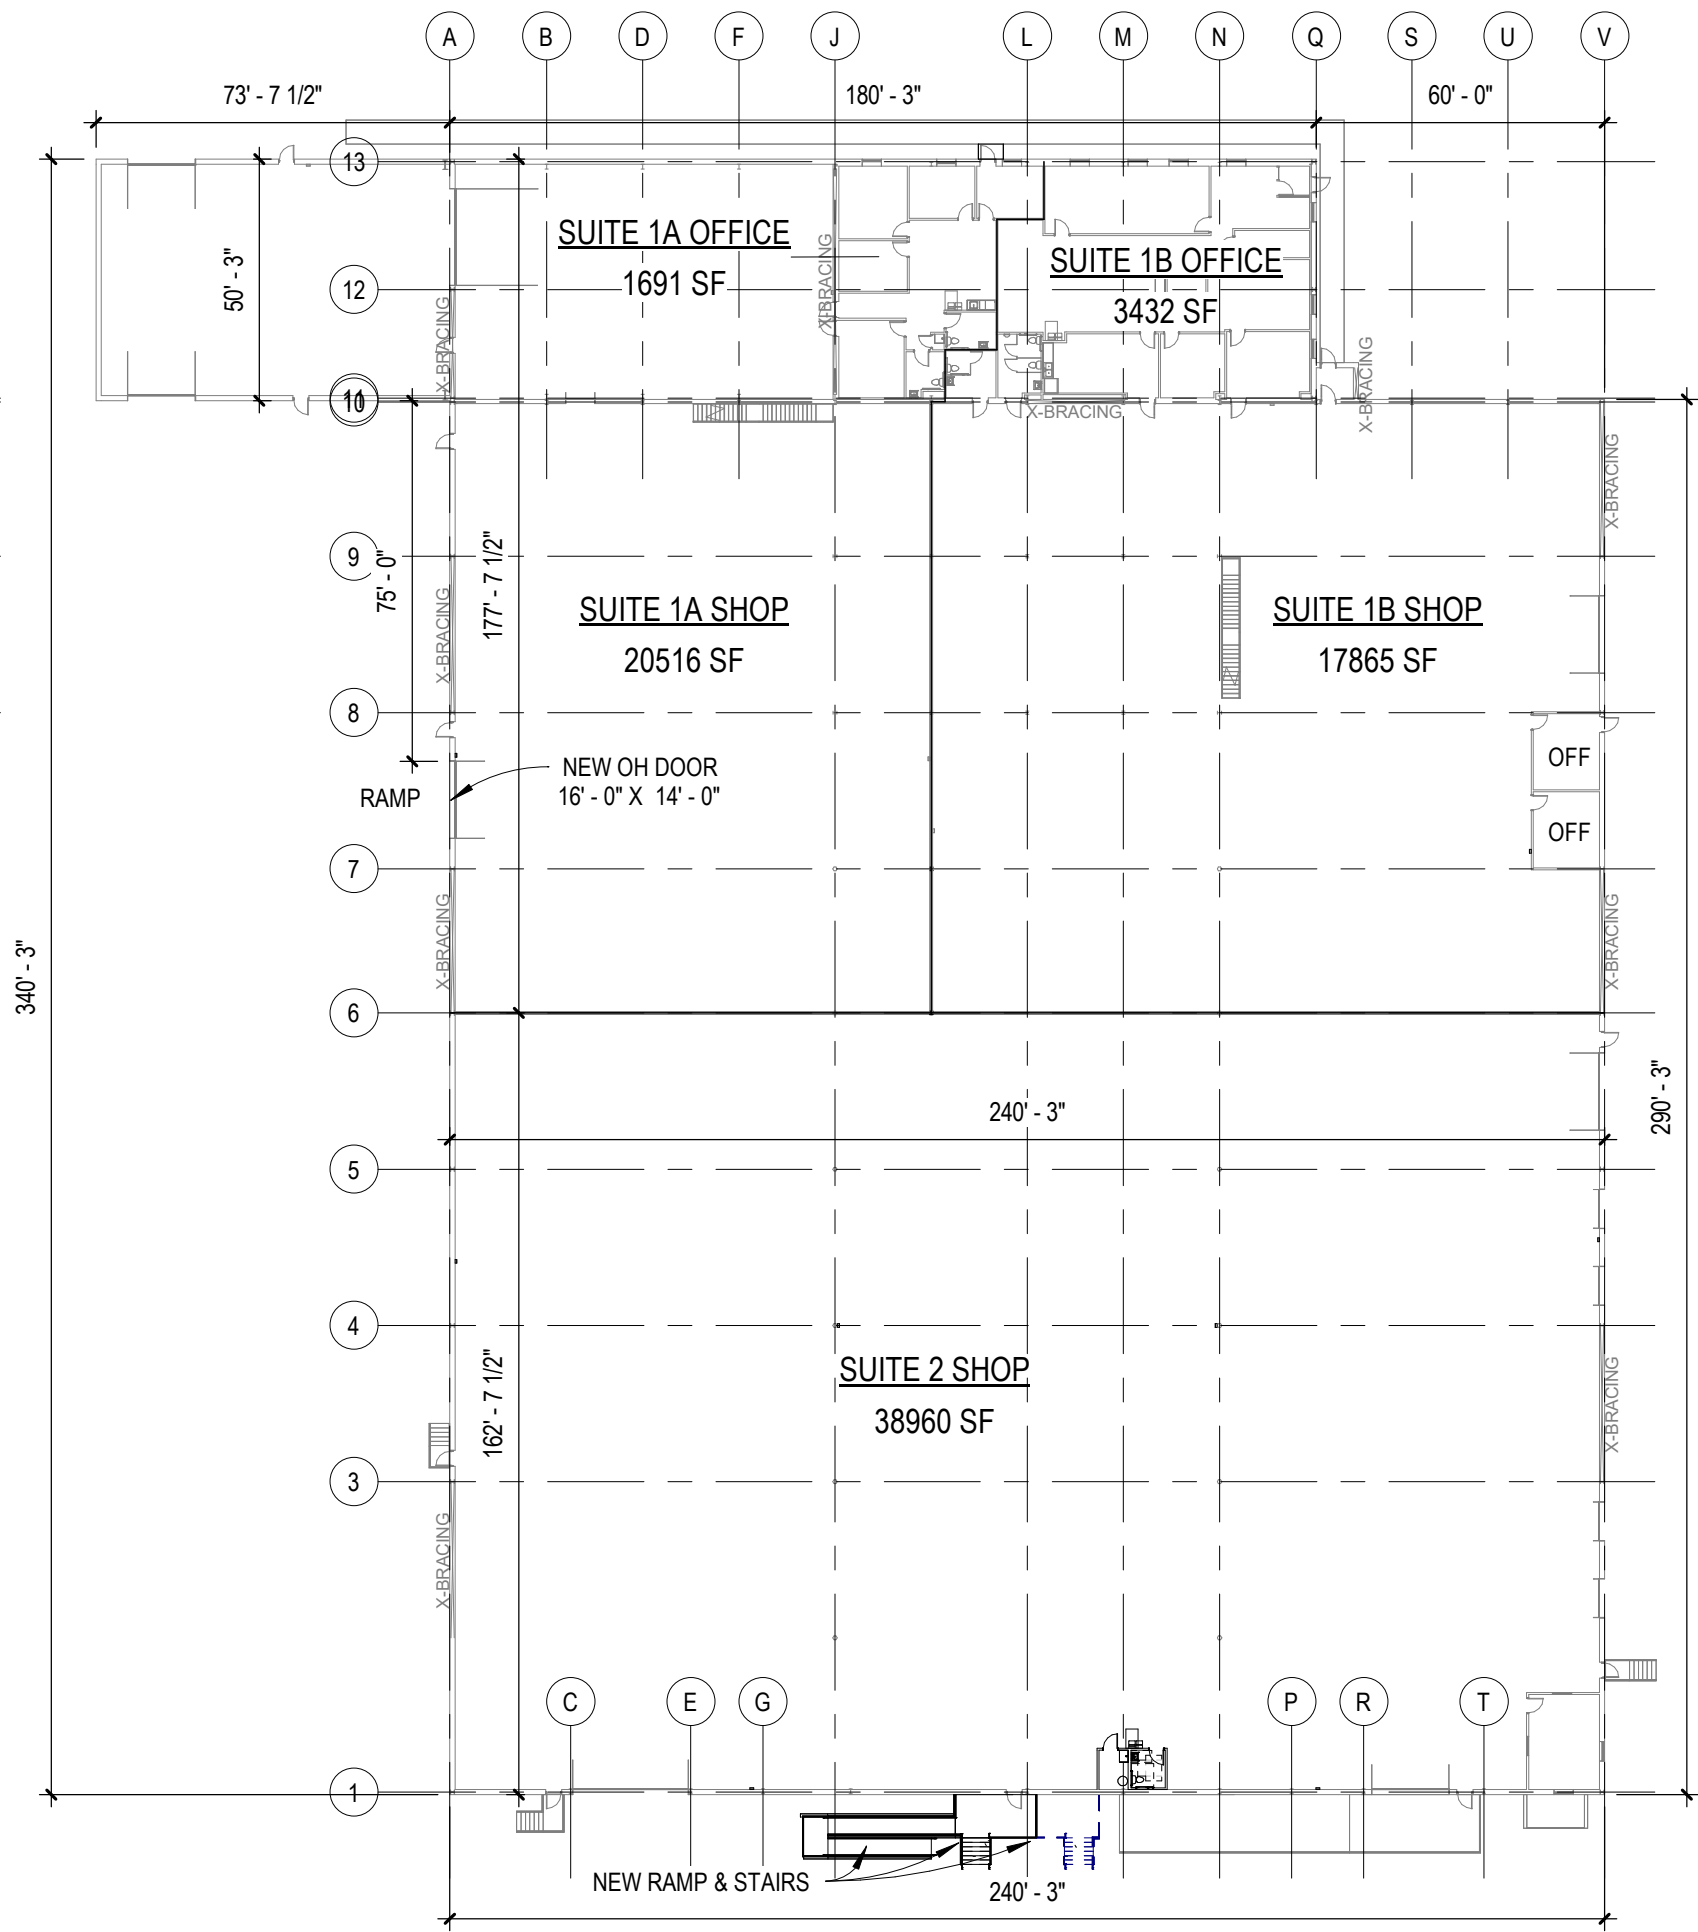 A
B
D
F
J
L
M
N
Q
S
U
V
73' - 7 1/2"
180' - 3"
60' - 0"
13
SUITE 1A OFFICE
1691 SF
SUITE 1B OFFICE
3432 SF
50' - 3"
12
X-BRACING
X-BRACING
X-BRACING
X-BRACING
11
10
X-BRACING
9
75' - 0"
177' - 7 1/2"
X-BRACING
SUITE 1A SHOP
20516 SF
SUITE 1B SHOP
17865 SF
8
RAMP
NEW OH DOOR
16' - 0" X 14' - 0"
OFF
OFF
7
X-BRACING
X-BRACING
340' - 3"
6
240' - 3"
290' - 3"
5
4
162' - 7 1/2"
SUITE 2 SHOP
38960 SF
X-BRACING
3
X-BRACING
C
E
G
P
R
T
1
NEW RAMP & STAIRS
240' - 3"